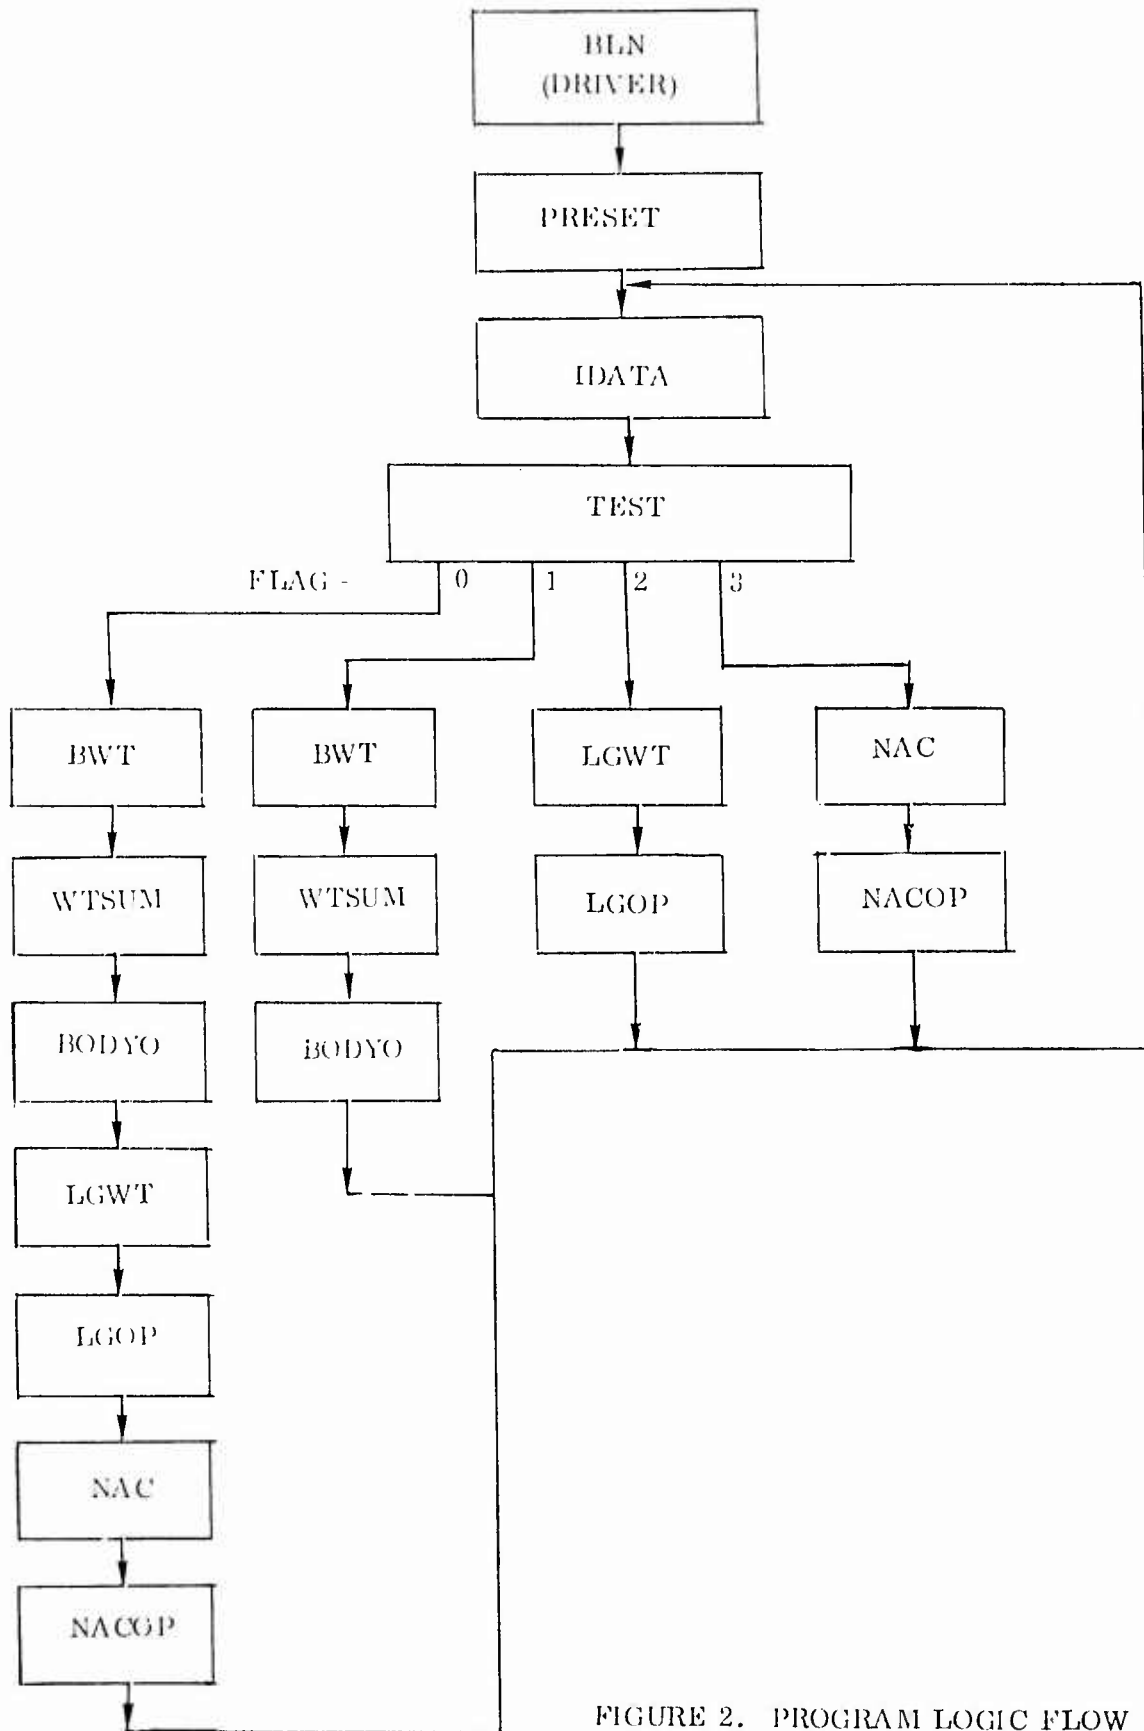 BLN
(DRIVER)
PRESET
IDATA
TEST
FLAG - 0 1 2 3
BWT BWT LGWT NAC
WTSUM WTSUM LGOP NACOP
BODYO BODYO
LGWT
LGOP
NAC
NACOP
FIGURE 2. PROGRAM LOGIC FLOW